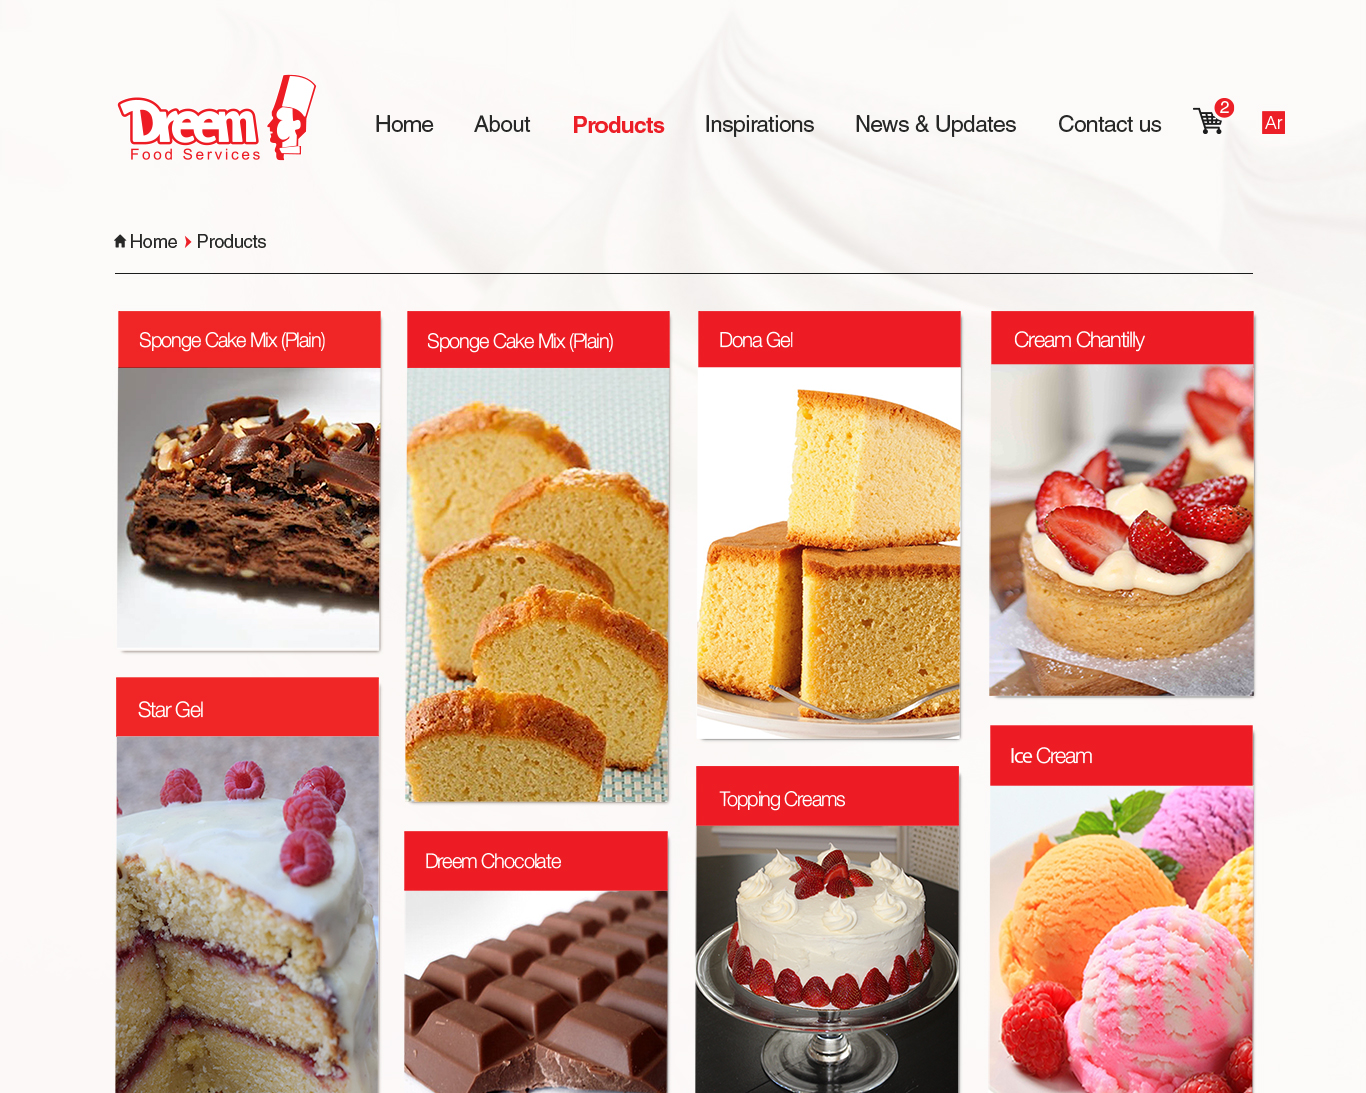 Dreem
Food Services
Home
About
Products
Inspirations
News & Updates
Contact us
2
Ar
Home
Products
Sponge Cake Mix (Plain)
Sponge Cake Mix (Plain)
Dona Gel
Cream Chantilly
Star Gel
Dreem Chocolate
Topping Creams
Ice Cream